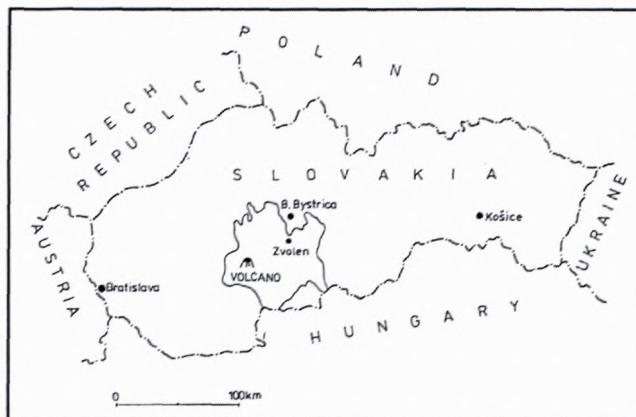 POLAND
CZECH
REPUBLIC
SLOVAKIA
B. Bystrica
Košice
Zvolen
VOLCANO
UKRAINE
AUSTRIA
Bratislava
HUNGARY
0 100km